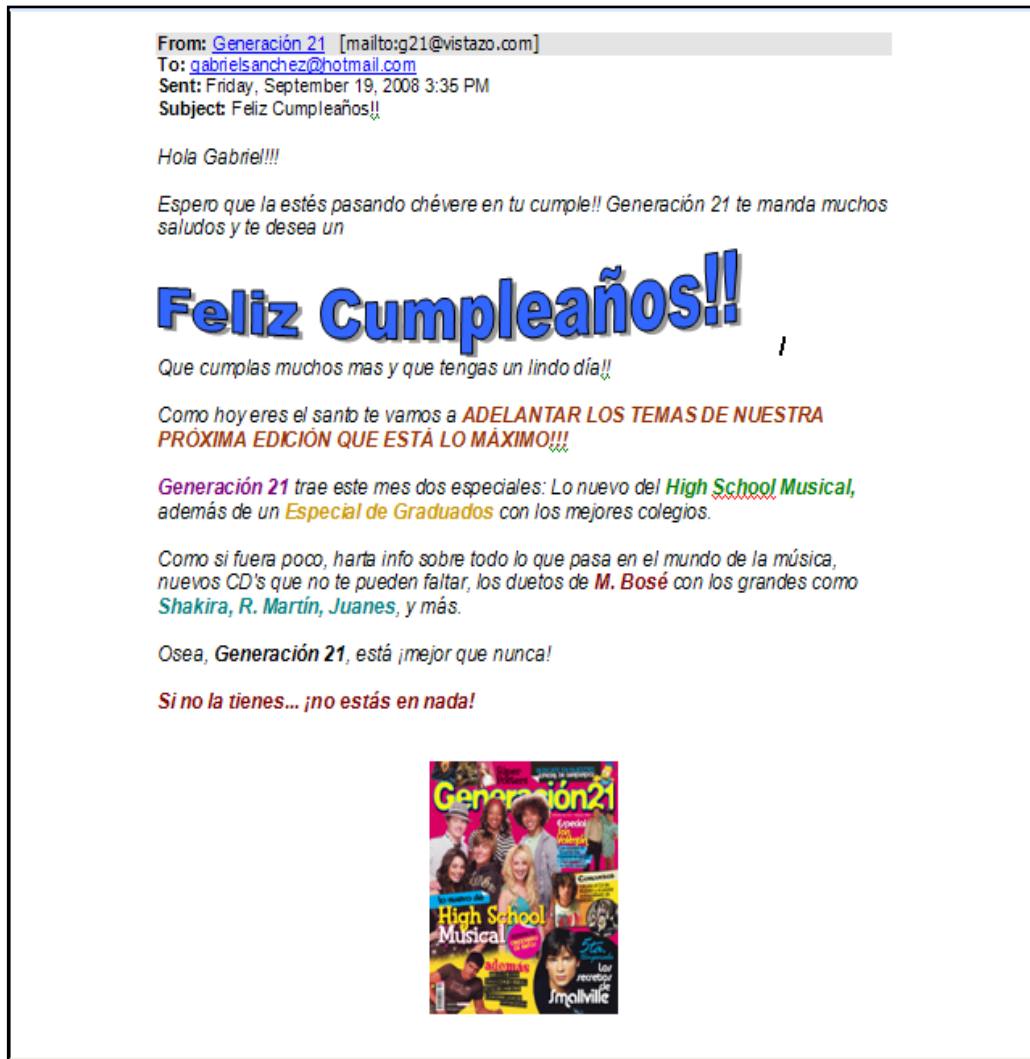 From: Generación 21 [mailto:g21@vistazo.com]
To: gabrielsanchez@hotmail.com
Sent: Friday, September 19, 2008 3:35 PM
Subject: Feliz Cumpleaños!!
Hola Gabriel!!!
Espero que la estés pasando chévere en tu cumple!! Generación 21 te manda muchos
saludos y te desea un
Feliz Cumpleaños!!
Que cumplas muchos mas y que tengas un lindo día!!
Como hoy eres el santo te vamos a ADELANTAR LOS TEMAS DE NUESTRA
PRÓXIMA EDICIÓN QUE ESTÁ LO MÁXIMO!!!
Generación 21 trae este mes dos especiales: Lo nuevo del High School Musical,
además de un Especial de Graduados con los mejores colegios.
Como si fuera poco, harta info sobre todo lo que pasa en el mundo de la música,
nuevos CD's que no te pueden faltar, los duetos de M. Bosé con los grandes como
Shakira, R. Martín, Juanes, y más.
Osea, Generación 21, está ¡mejor que nunca!
Si no la tienes... ¡no estás en nada!
Generación21
Especial
Concursos
lo nuevo de
High School
Musical
además
5ta.
temporada
Los
secretos
de
Smallville